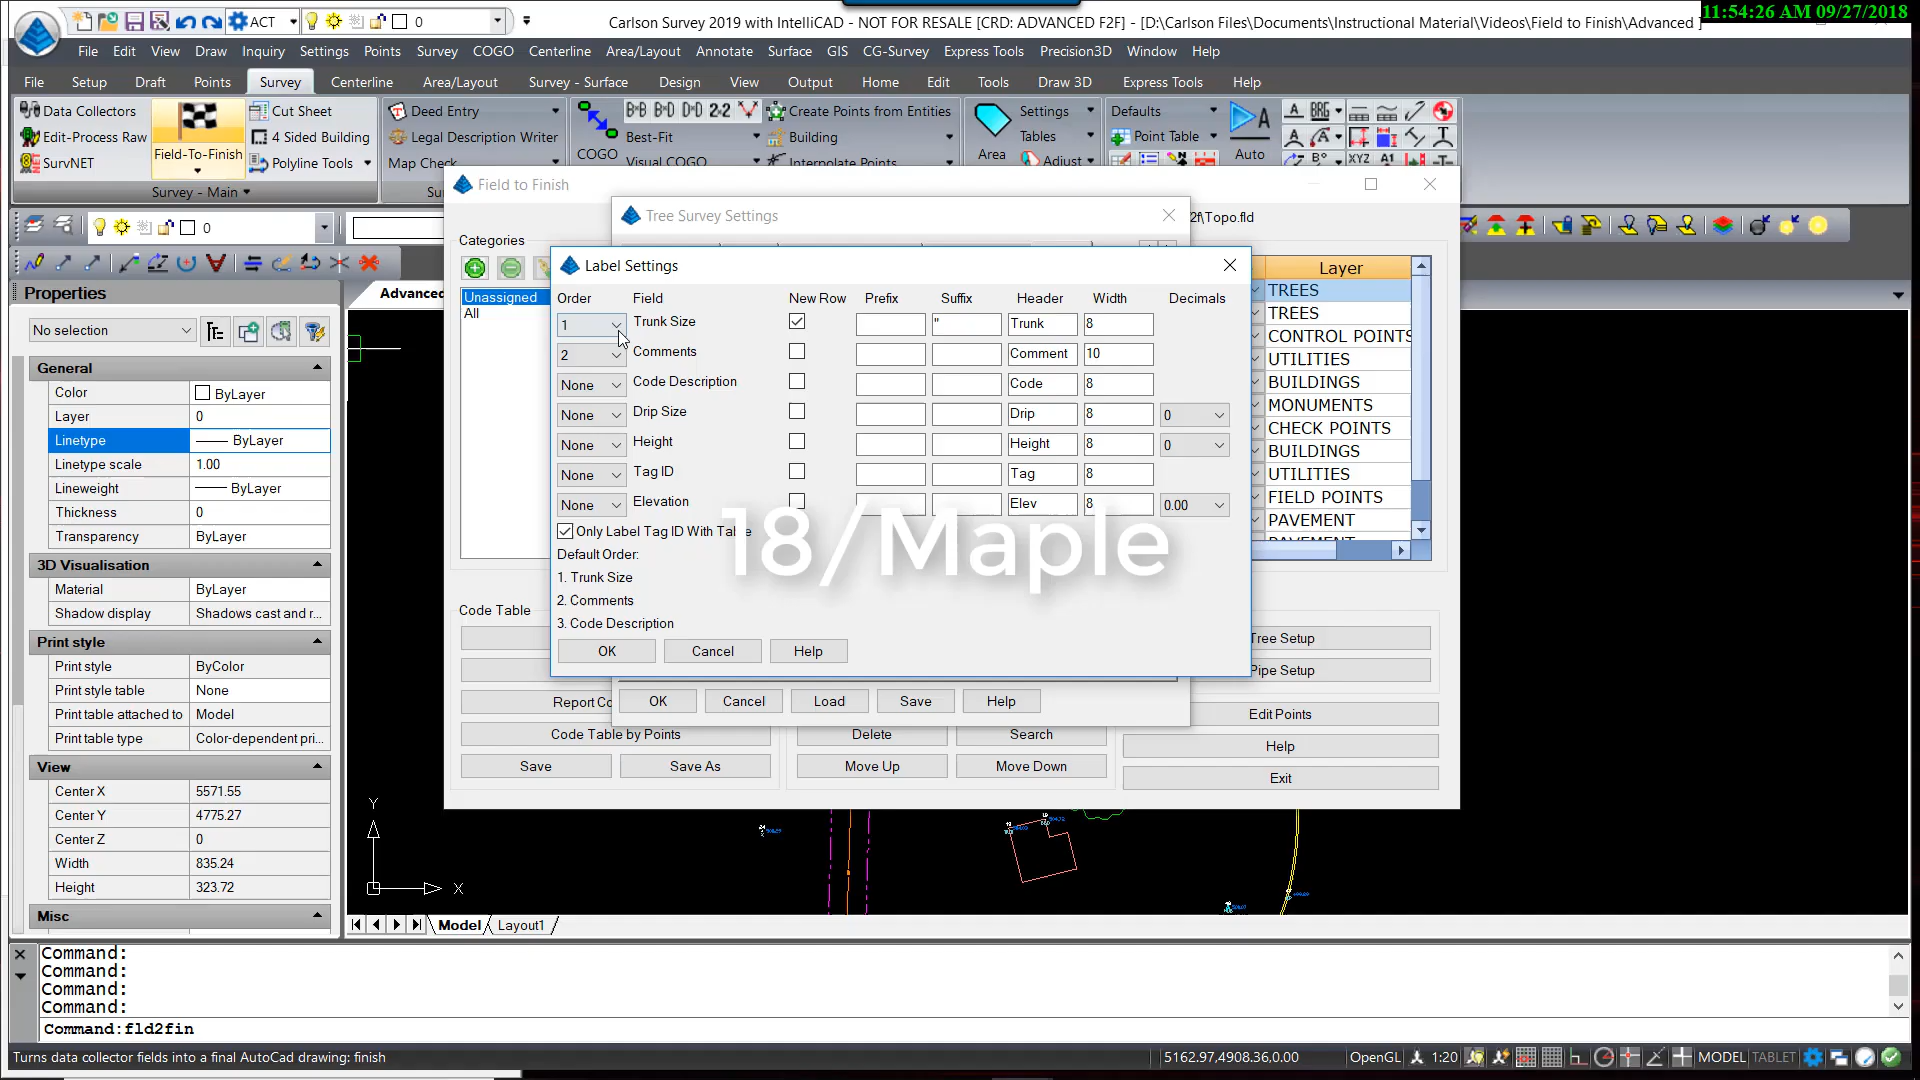 ACT
0
Carlson Survey 2019 with IntelliCAD - NOT FOR RESALE [CRD: ADVANCED F2F] - [D:\Carlson Files\Documents\Instructional Material\Videos\Field to Finish\Advanced
11:54:26 AM 09/27/2018
File Edit View Draw Inquiry Settings Points Survey COGO Centerline Area/Layout Annotate Surface GIS CG-Survey Express Tools Precision3D Window Help
File Setup Draft Points Survey Centerline Area/Layout Survey - Surface Design View Output Home Edit Tools Draw 3D Express Tools Help
Data Collectors
Edit-Process Raw
SurvNET
Field-To-Finish
Cut Sheet
4 Sided Building
Polyline Tools
Survey - Main
Deed Entry
Legal Description Writer
Map Check
COGO
Best-Fit
Visual COGO
Create Points from Entities
Building
Interpolate Points
Area
Settings
Tables
Adjust
Defaults
Point Table
Auto
BRG
XYZ
0
Properties
No selection
General
Color ByLayer
Layer 0
Linetype ByLayer
Linetype scale 1.00
Lineweight ByLayer
Thickness 0
Transparency ByLayer
3D Visualisation
Material ByLayer
Shadow display Shadows cast and r...
Print style
Print style ByColor
Print style table None
Print table attached to Model
Print table type Color-dependent pri...
View
Center X 5571.55
Center Y 4775.27
Center Z 0
Width 835.24
Height 323.72
Misc
Advanced
Field to Finish
2f\Topo.fld
Categories
Unassigned
All
Layer
TREES
TREES
CONTROL POINTS
UTILITIES
BUILDINGS
MONUMENTS
CHECK POINTS
BUILDINGS
UTILITIES
FIELD POINTS
PAVEMENT
Code Table
Report Co
Code Table by Points
Save Save As
Delete Search
Move Up Move Down
Tree Setup
Pipe Setup
Edit Points
Help
Exit
Tree Survey Settings
OK Cancel Load Save Help
Label Settings
Order Field New Row Prefix Suffix Header Width Decimals
1 Trunk Size " Trunk 8
2 Comments Comment 10
None Code Description Code 8
None Drip Size Drip 8 0
None Height Height 8 0
None Tag ID Tag 8
None Elevation Elev 8 0.00
Only Label Tag ID With Table
18/Maple
Default Order:
1. Trunk Size
2. Comments
3. Code Description
OK Cancel Help
Y
X
Model Layout1
Command:
Command:
Command:
Command:
Command:fld2fin
Turns data collector fields into a final AutoCad drawing: finish
5162.97,4908.36,0.00 OpenGL 1:20 MODEL TABLET